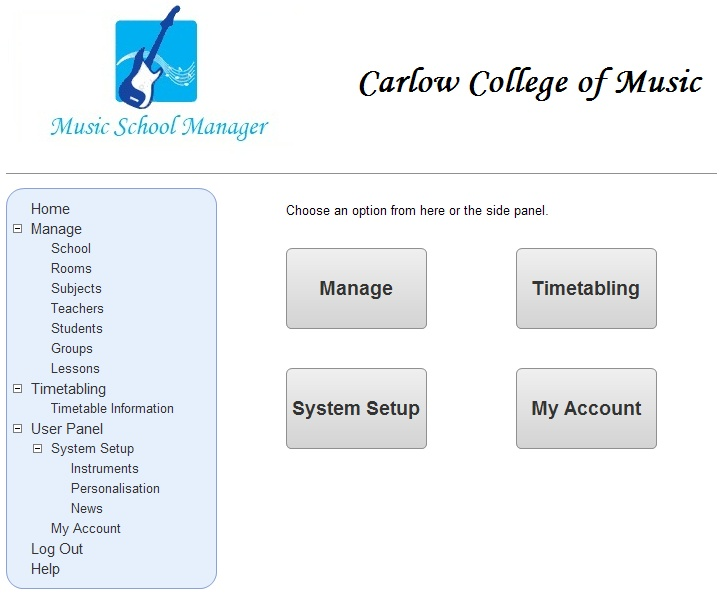 Music School Manager
Carlow College of Music
Home
Manage
School
Rooms
Subjects
Teachers
Students
Groups
Lessons
Timetabling
Timetable Information
User Panel
System Setup
Instruments
Personalisation
News
My Account
Log Out
Help
Choose an option from here or the side panel.
Manage
Timetabling
System Setup
My Account